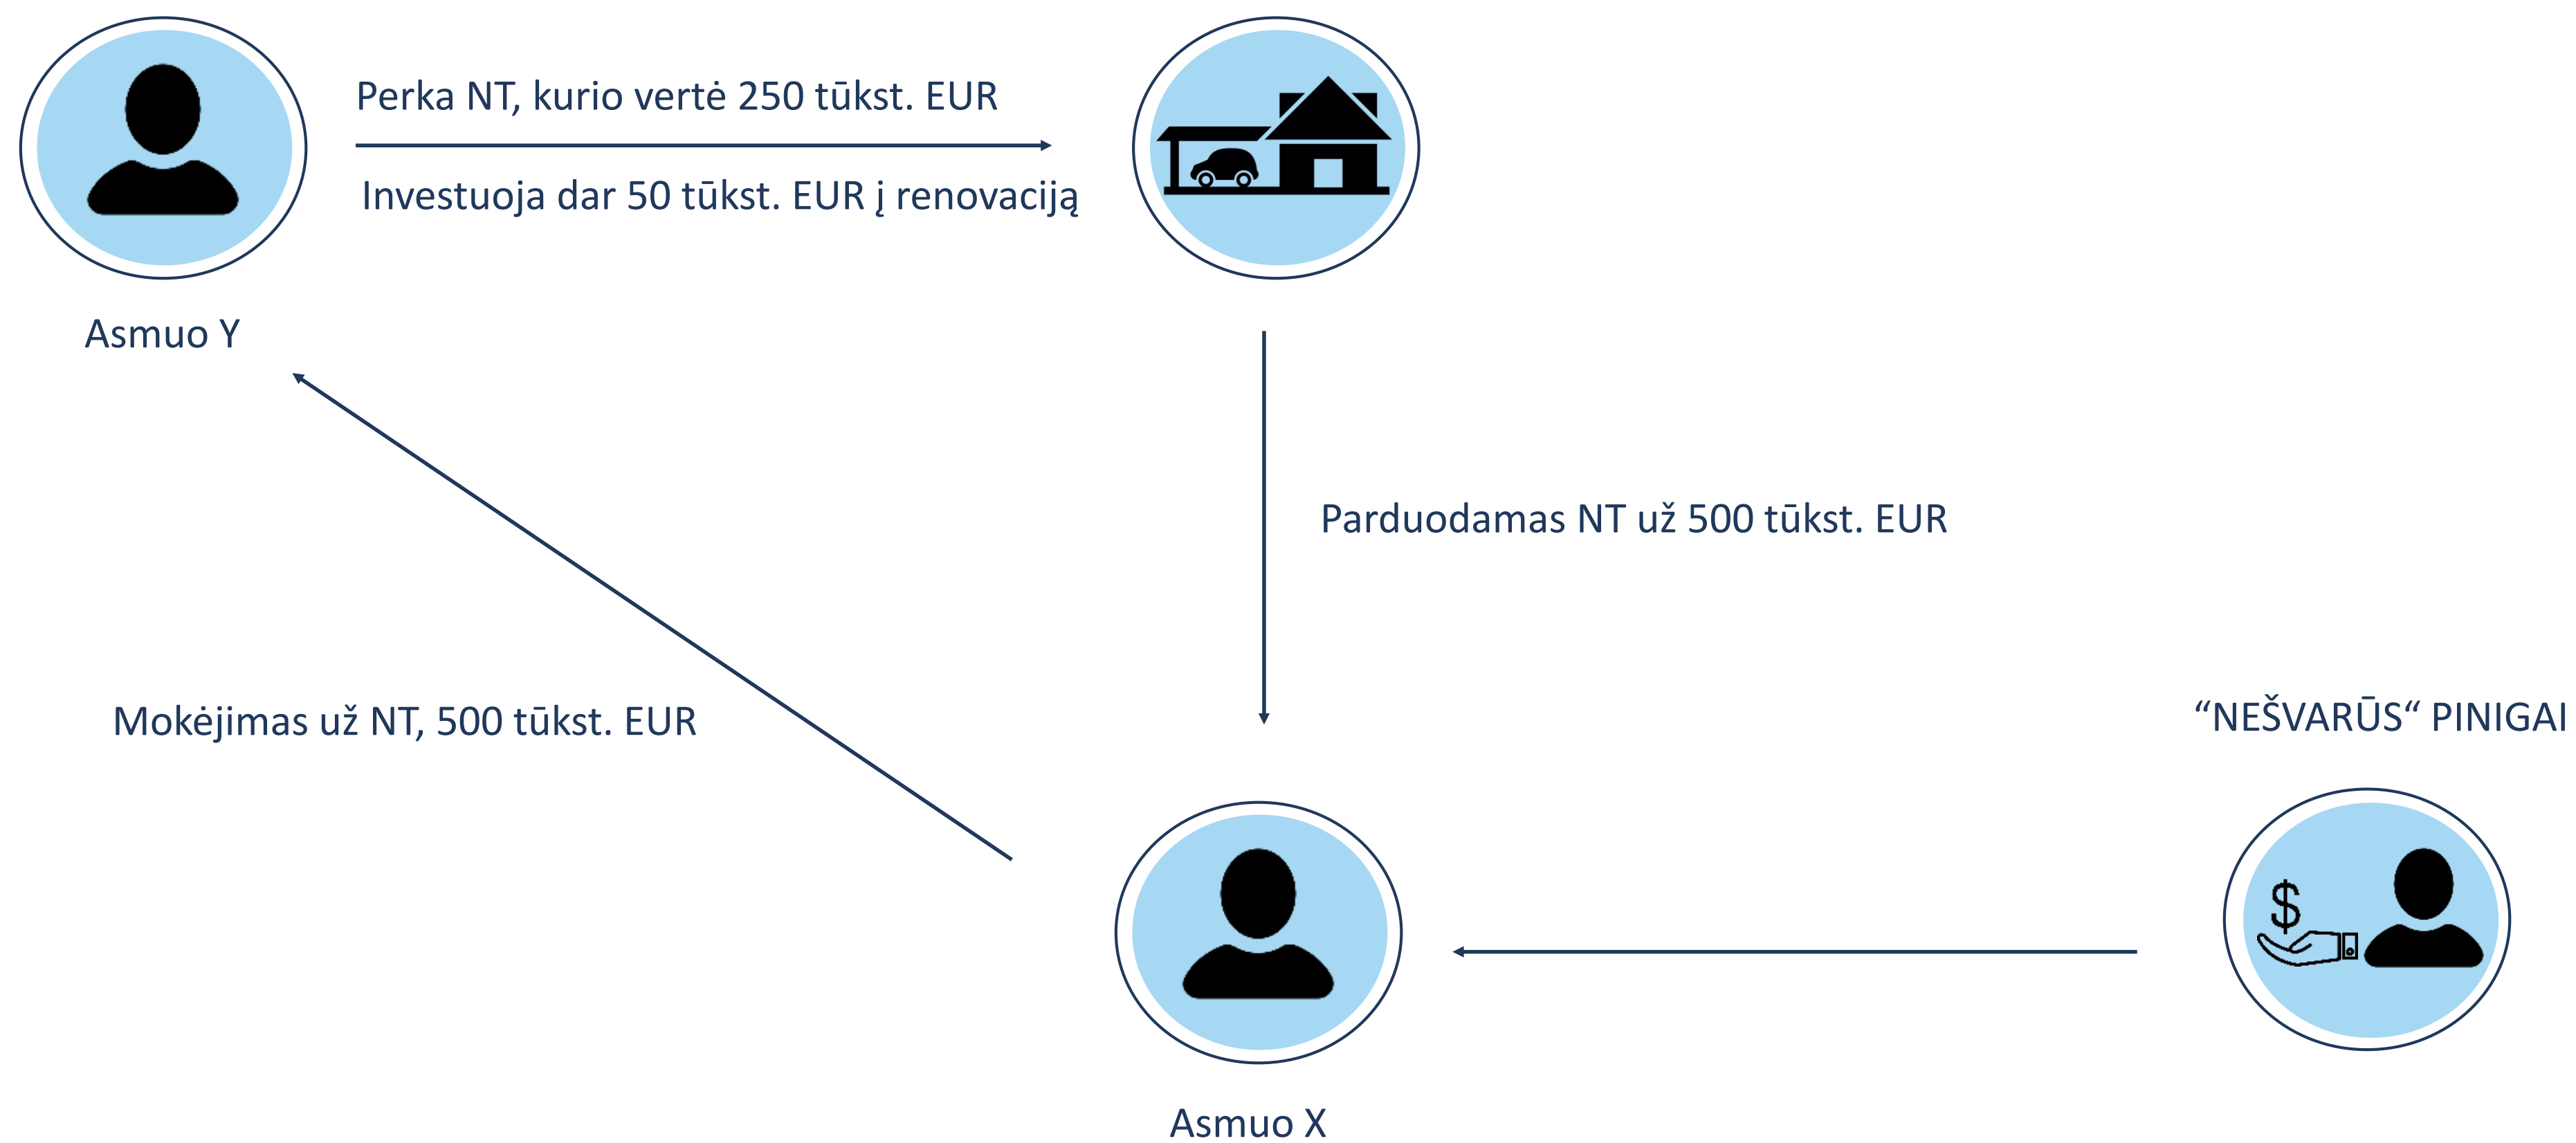 Perka NT, kurio vertė 250 tūkst. EUR
Investuoja dar 50 tūkst. EUR į renovaciją
Asmuo Y
Parduodamas NT už 500 tūkst. EUR
Mokėjimas už NT, 500 tūkst. EUR
“NEŠVARŪS“ PINIGAI
$
Asmuo X